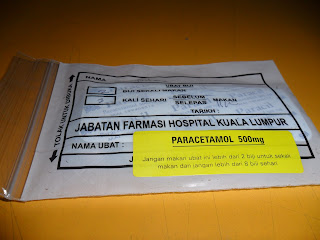 NAMA
BIJI SEKALI MAKAN
KALI SEHARI SEBELUM SELEPAS MAKAN
TARIKH :
JABATAN FARMASI HOSPITAL KUALA LUMPUR
NAMA UBAT :
PARACETAMOL 500mg
Jangan makan ubat ini lebih dari 2 biji untuk sekali
makan dan jangan lebih dari 8 biji sehari
TOLAK UNTUK DIBUKA